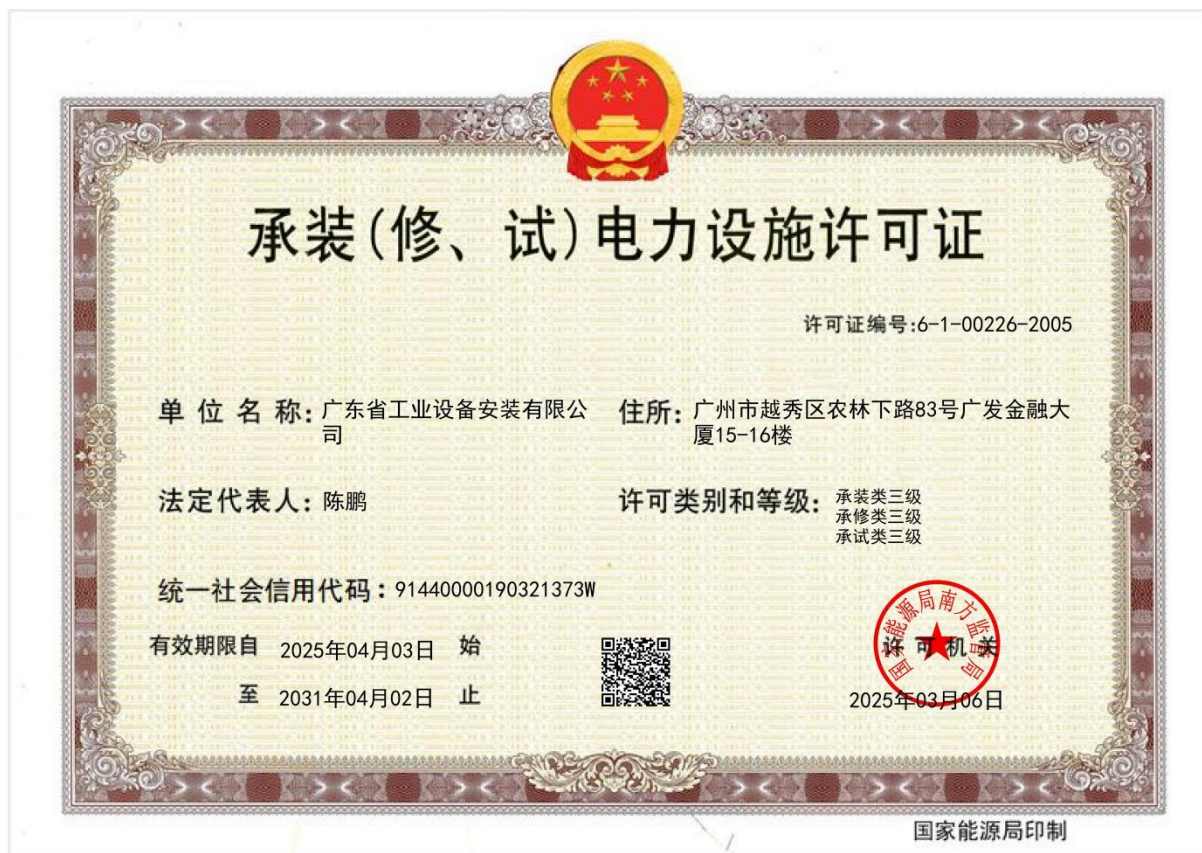 承装(修、试)电力设施许可证
许可证编号:6-1-00226-2005
单位名称: 广东省工业设备安装有限公
司
住所: 广州市越秀区农林下路83号广发金融大
厦15-16楼
法定代表人: 陈鹏
许可类别和等级: 承装类三级
承修类三级
承试类三级
统一社会信用代码: 91440000190321373W
有效期限自 2025年04月03日 始
至 2031年04月02日 止
国家能源局南方监管局
许可机关
2025年03月06日
国家能源局印制